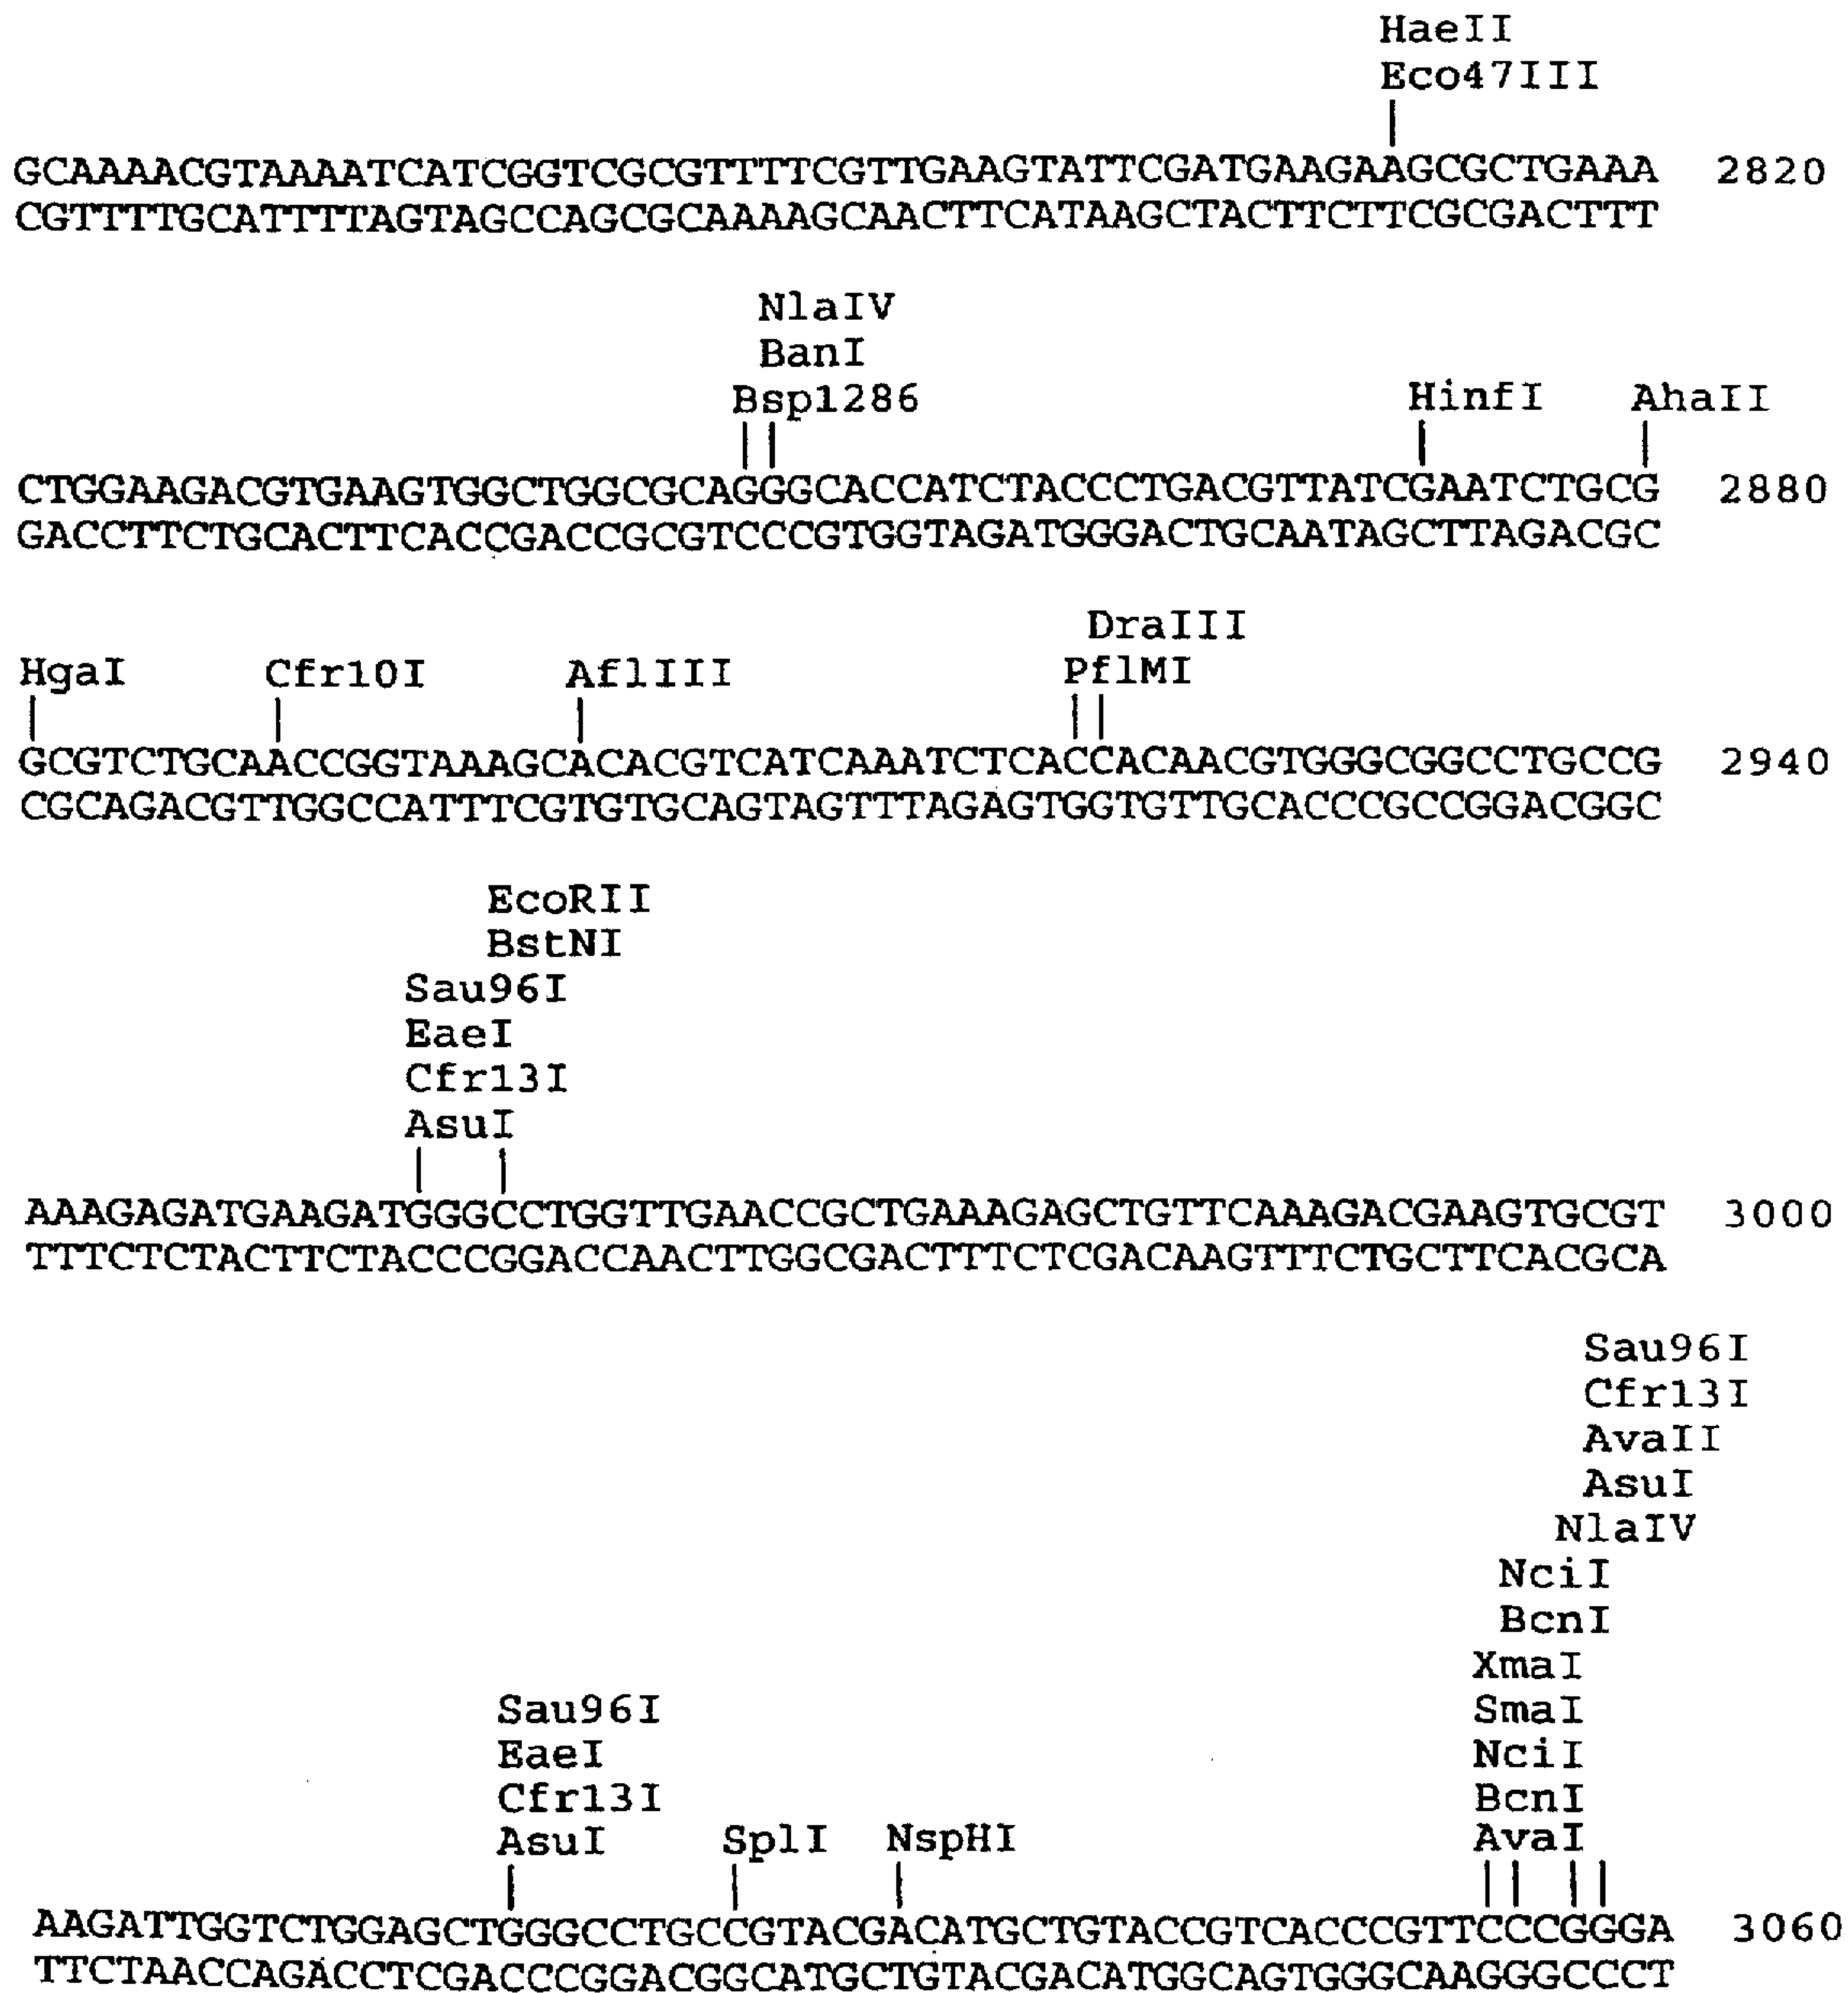 HaeII
Eco47III
GCAAAACGTAAAATCATCGGTCGCGTTTTCGTTGAAGTATTCGATGAAGAAGCGCTGAAA 2820
CGTTTTGCATTTTAGTAGCCAGCGCAAAAGCAACTTCATAAGCTACTTCTTCGCGACTTT
NlaIV
BanI
Bsp1286 HinfI AhaII
CTGGAAGACGTGAAGTGGCTGGCGCAGGGCACCATCTACCCTGACGTTATCGAATCTGCG 2880
GACCTTCTGCACTTCACCGACCGCGTCCCGTGGTAGATGGGACTGCAATAGCTTAGACGC
DraIII
HgaI Cfr10I AflIII PflMI
GCGTCTGCAACCGGTAAAGCACACGTCATCAAATCTCACCACAACGTGGGCGGCCTGCCG 2940
CGCAGACGTTGGCCATTTCGTGTGCAGTAGTTTAGAGTGGTGTTGCACCCGCCGGACGGC
EcoRII
BstNI
Sau96I
EaeI
Cfr13I
AsuI
AAAGAGATGAAGATGGGCCTGGTTGAACCGCTGAAAGAGCTGTTCAAAGACGAAGTGCGT 3000
TTTCTCTACTTCTACCCGGACCAACTTGGCGACTTTCTCGACAAGTTTCTGCTTCACGCA
Sau96I
Cfr13I
AvaII
AsuI
NlaIV
NciI
BcnI
XmaI
Sau96I SmaI
EaeI NciI
Cfr13I BcnI
AsuI SplI NspHI AvaI
AAGATTGGTCTGGAGCTGGGCCTGCCGTACGACATGCTGTACCGTCACCCGTTCCCGGGA 3060
TTCTAACCAGACCTCGACCCGGACGGCATGCTGTACGACATGGCAGTGGGCAAGGGCCCT